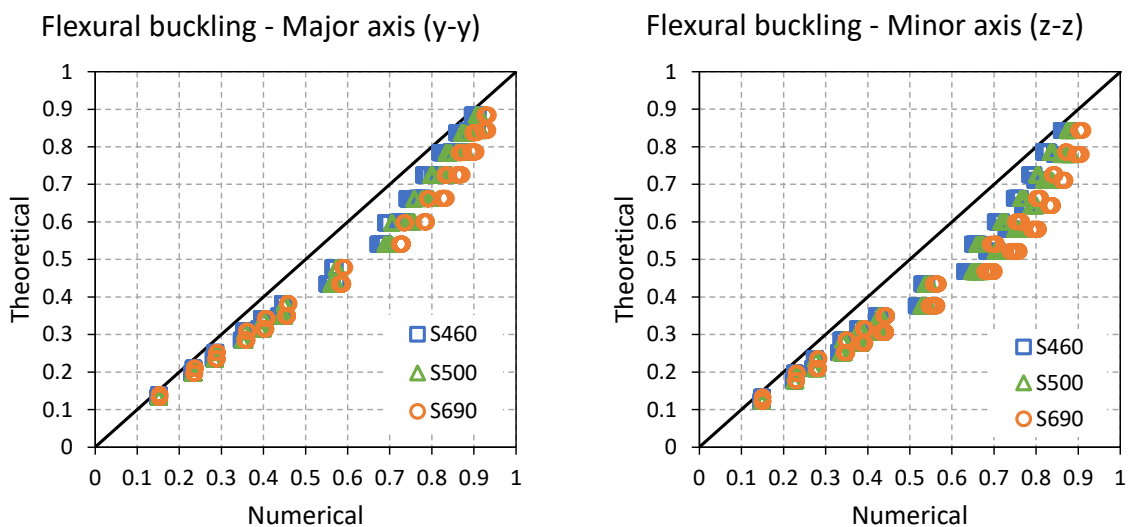 Flexural buckling - Major axis (y-y)
1
0.9
0.8
0.7
0.6
0.5
0.4
0.3
0.2
0.1
0
Theoretical
S460
S500
S690
0 0.1 0.2 0.3 0.4 0.5 0.6 0.7 0.8 0.9 1
Numerical
Flexural buckling - Minor axis (z-z)
1
0.9
0.8
0.7
0.6
0.5
0.4
0.3
0.2
0.1
0
Theoretical
S460
S500
S690
0 0.1 0.2 0.3 0.4 0.5 0.6 0.7 0.8 0.9 1
Numerical